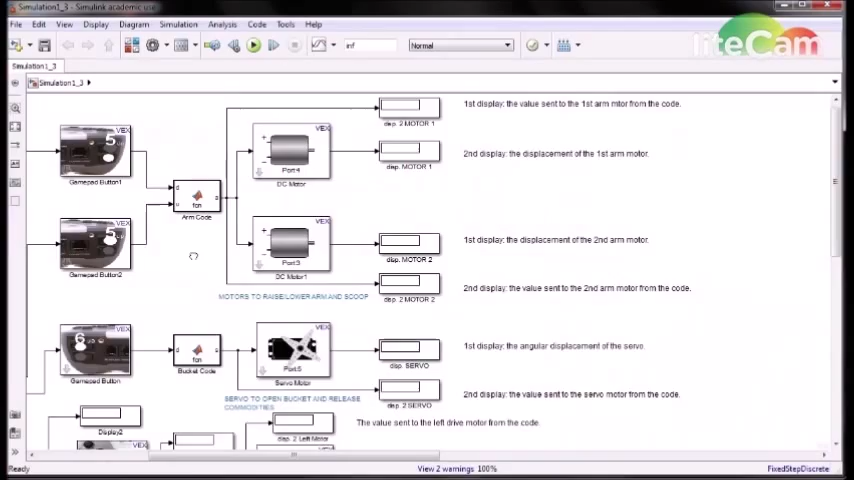 Simulation1_3 - Simulink academic use
liteCam
File Edit View Display Diagram Simulation Analysis Code Tools Help
inf
Normal
Simulation1_3
Simulation1_3
VEX
5
Gamepad Button1
VEX
5
Gamepad Button2
d
u
fcn
Arm Code
VEX
Port4
DC Motor
VEX
Port3
DC Motor1
disp. 2 MOTOR 1
disp. MOTOR 1
disp. MOTOR 2
disp. 2 MOTOR 2
1st display: the value sent to the 1st arm mtor from the code.
2nd display: the displacement of the 1st arm motor.
1st display: the displacement of the 2nd arm motor.
2nd display: the value sent to the 2nd arm motor from the code.
MOTORS TO RAISE/LOWER ARM AND SCOOP
VEX
6
Gamepad Button
fcn
Bucket Code
VEX
Port5
Servo Motor
disp. SERVO
disp. 2 SERVO
1st display: the angular displacement of the servo.
2nd display: the value sent to the servo motor from the code.
SERVO TO OPEN BUCKET AND RELEASE
COMMODITIES
Display2
disp. 2 Left Motor
The value sent to the left drive motor from the code.
VEX
VEX
Ready
View 2 warnings 100%
FixedStepDiscrete